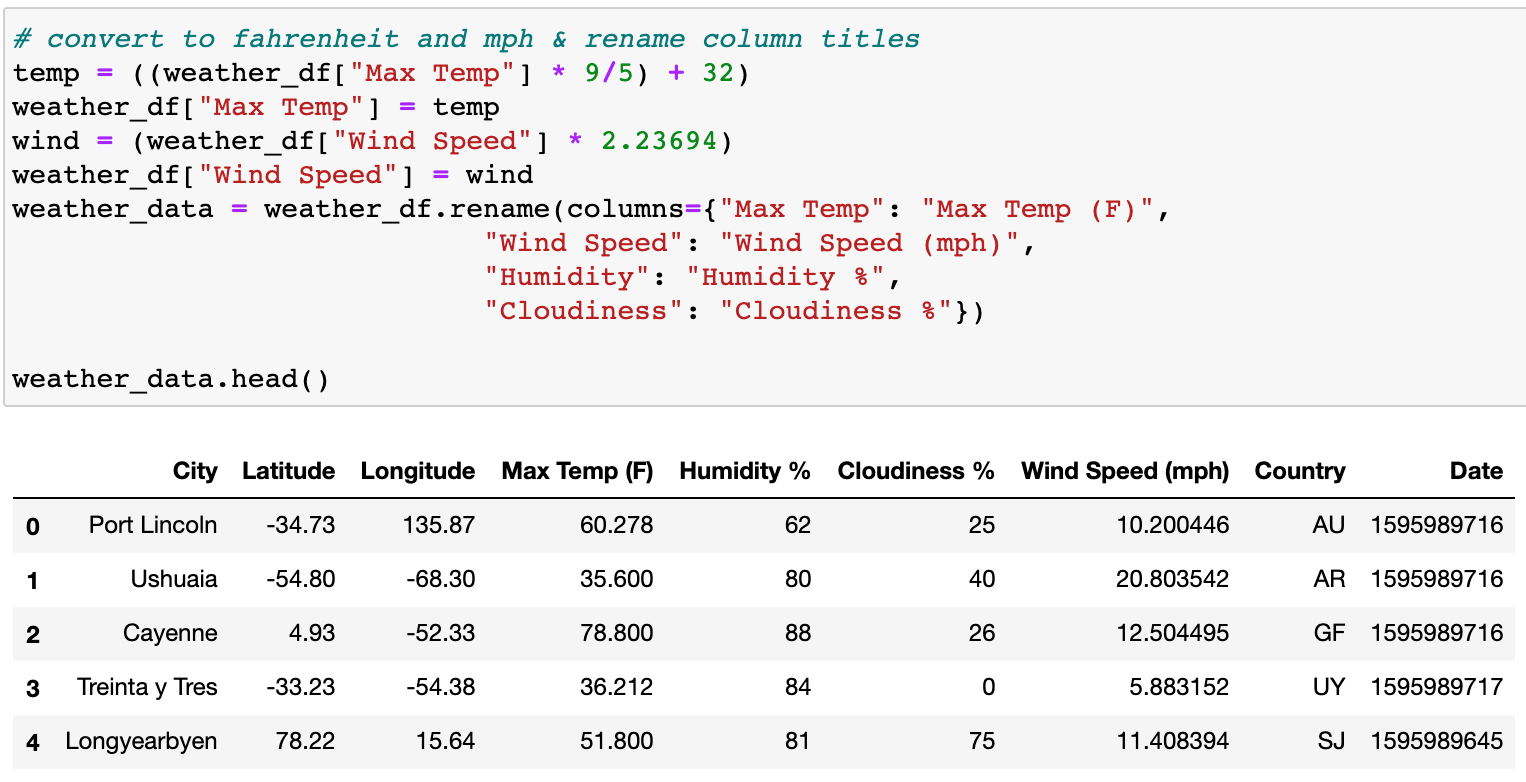 # convert to fahrenheit and mph & rename column titles
temp = ((weather_df["Max Temp"] * 9/5) + 32)
weather_df["Max Temp"] = temp
wind = (weather_df["Wind Speed"] * 2.23694)
weather_df["Wind Speed"] = wind
weather_data = weather_df.rename(columns={"Max Temp": "Max Temp (F)",
"Wind Speed": "Wind Speed (mph)",
"Humidity": "Humidity %",
"Cloudiness": "Cloudiness %"})
weather_data.head()
City Latitude Longitude Max Temp (F) Humidity % Cloudiness % Wind Speed (mph) Country Date
0 Port Lincoln -34.73 135.87 60.278 62 25 10.200446 AU 1595989716
1 Ushuaia -54.80 -68.30 35.600 80 40 20.803542 AR 1595989716
2 Cayenne 4.93 -52.33 78.800 88 26 12.504495 GF 1595989716
3 Treinta y Tres -33.23 -54.38 36.212 84 0 5.883152 UY 1595989717
4 Longyearbyen 78.22 15.64 51.800 81 75 11.408394 SJ 1595989645